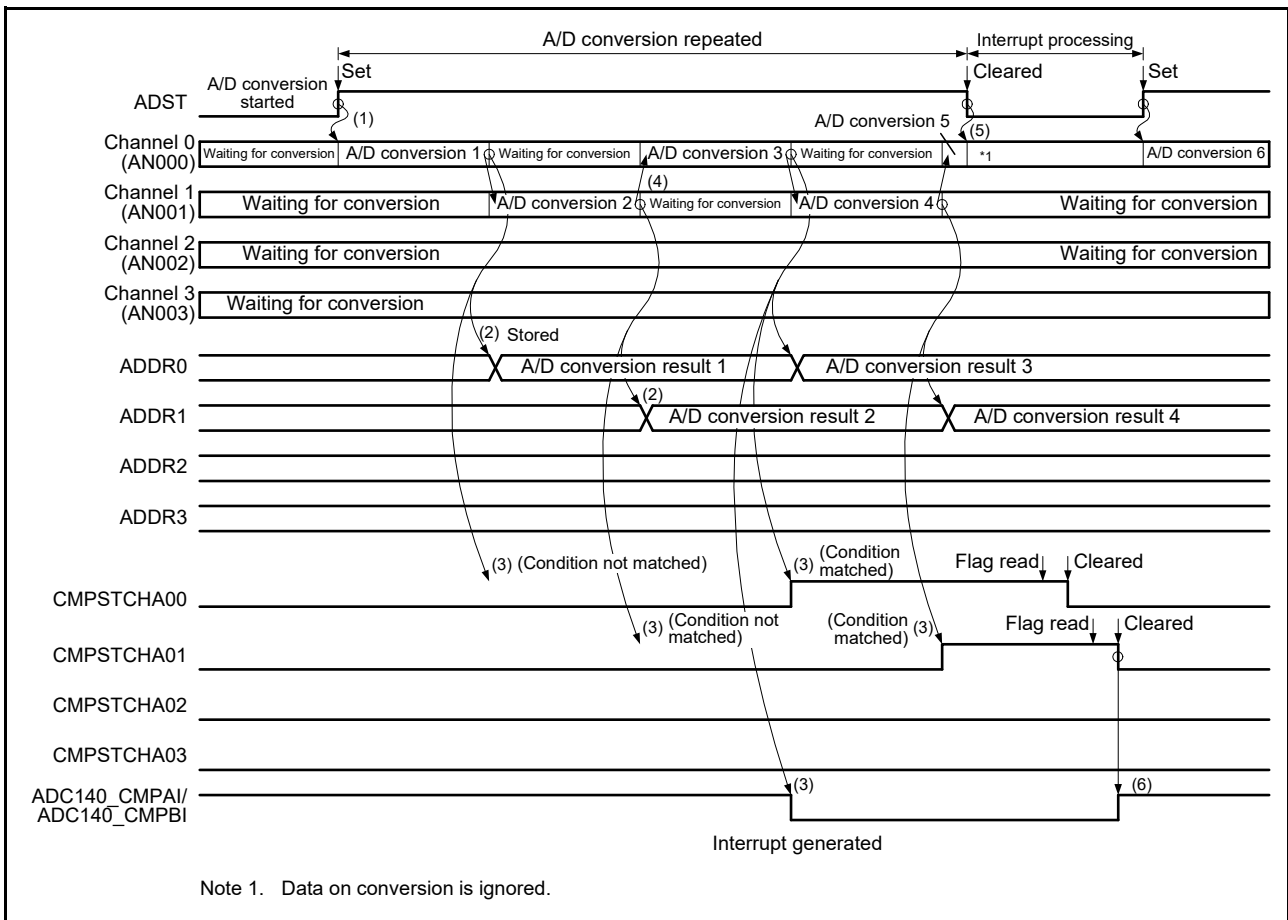 A/D conversion repeated
Interrupt processing
A/D conversion started
Set
Cleared
Set
ADST
(1)
A/D conversion 5
(5)
Channel 0
(AN000)
Waiting for conversion
A/D conversion 1
Waiting for conversion
A/D conversion 3
Waiting for conversion
*1
A/D conversion 6
(4)
Channel 1
(AN001)
Waiting for conversion
A/D conversion 2
Waiting for conversion
A/D conversion 4
Waiting for conversion
Channel 2
(AN002)
Waiting for conversion
Waiting for conversion
Channel 3
(AN003)
Waiting for conversion
(2) Stored
ADDR0
A/D conversion result 1
A/D conversion result 3
(2)
ADDR1
A/D conversion result 2
A/D conversion result 4
ADDR2
ADDR3
(3) (Condition not matched)
(3) (Condition
matched)
Flag read
Cleared
CMPSTCHA00
(3) (Condition not
matched)
(Condition
matched) (3)
Flag read
Cleared
CMPSTCHA01
CMPSTCHA02
CMPSTCHA03
ADC140_CMPAI/
ADC140_CMPBI
(3)
(6)
Interrupt generated
Note 1. Data on conversion is ignored.